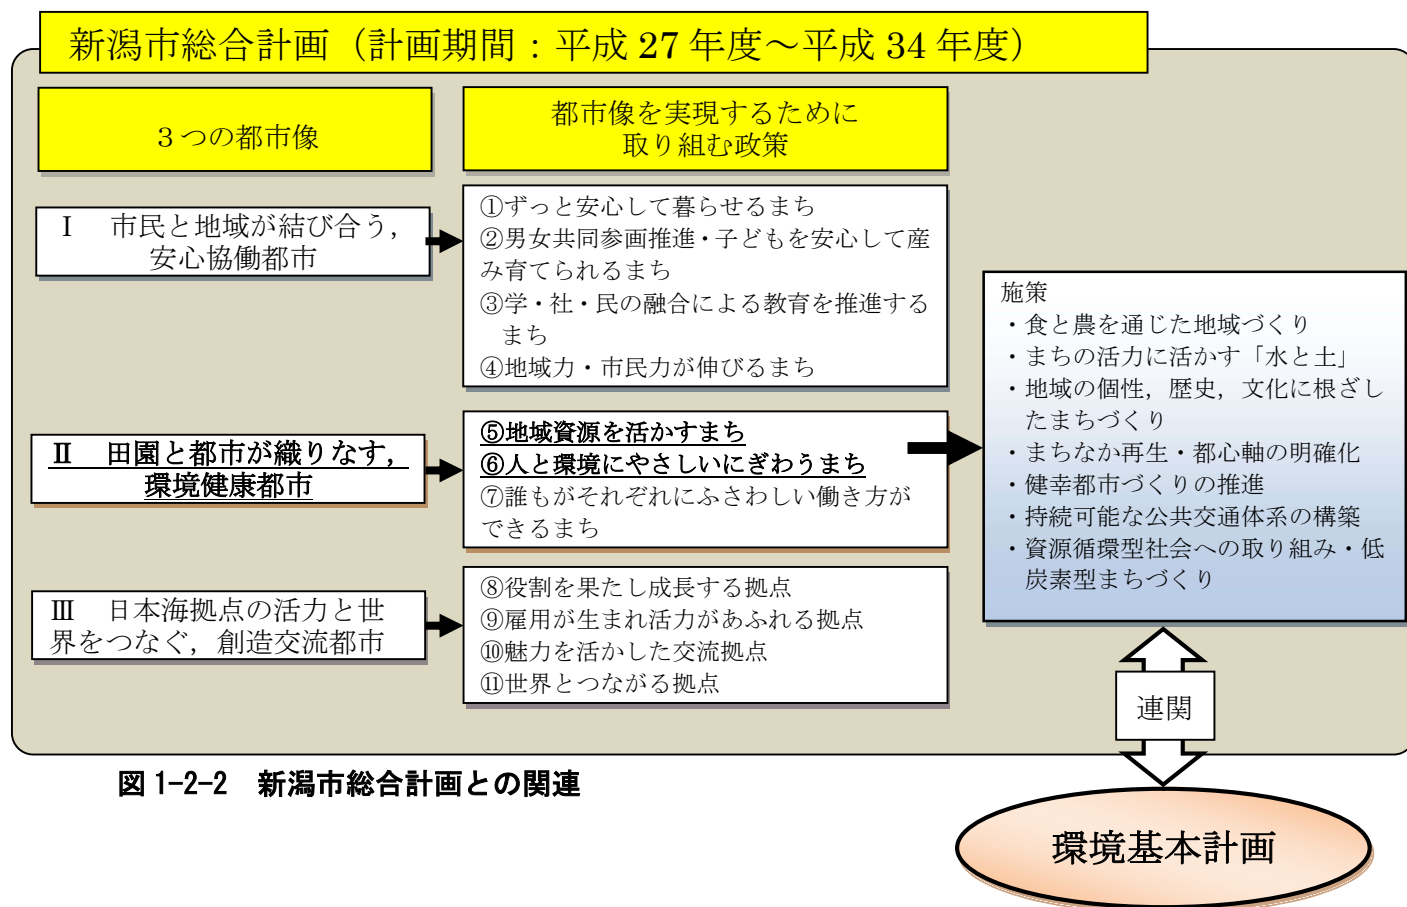 新潟市総合計画（計画期間：平成 27 年度～平成 34 年度）
３つの都市像
都市像を実現するために
取り組む政策
Ⅰ　市民と地域が結び合う，
安心協働都市
①ずっと安心して暮らせるまち
②男女共同参画推進・子どもを安心して産
み育てられるまち
③学・社・民の融合による教育を推進する
まち
④地域力・市民力が伸びるまち
Ⅱ　田園と都市が織りなす，
環境健康都市
⑤地域資源を活かすまち
⑥人と環境にやさしいにぎわうまち
⑦誰もがそれぞれにふさわしい働き方が
できるまち
Ⅲ　日本海拠点の活力と世
界をつなぐ，創造交流都市
⑧役割を果たし成長する拠点
⑨雇用が生まれ活力があふれる拠点
⑩魅力を活かした交流拠点
⑪世界とつながる拠点
施策
・食と農を通じた地域づくり
・まちの活力に活かす「水と土」
・地域の個性，歴史，文化に根ざし
たまちづくり
・まちなか再生・都心軸の明確化
・健幸都市づくりの推進
・持続可能な公共交通体系の構築
・資源循環型社会への取り組み・低
炭素型まちづくり
連関
図 1-2-2　新潟市総合計画との関連
環境基本計画